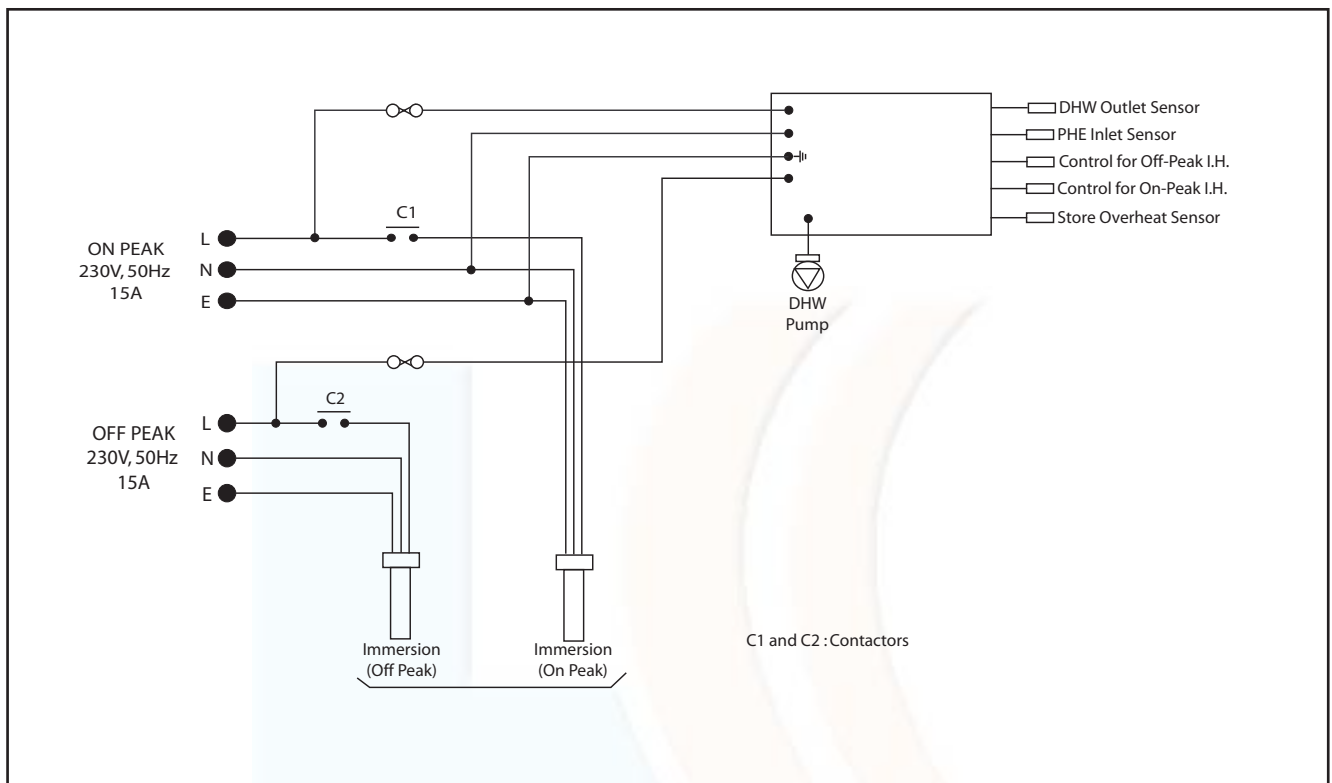 DHW Outlet Sensor
PHE Inlet Sensor
Control for Off-Peak I.H.
Control for On-Peak I.H.
Store Overheat Sensor
C1
L
ON PEAK
230V, 50Hz
15A
N
E
DHW
Pump
C2
L
OFF PEAK
230V, 50Hz
15A
N
E
Immersion
(Off Peak)
Immersion
(On Peak)
C1 and C2 : Contactors